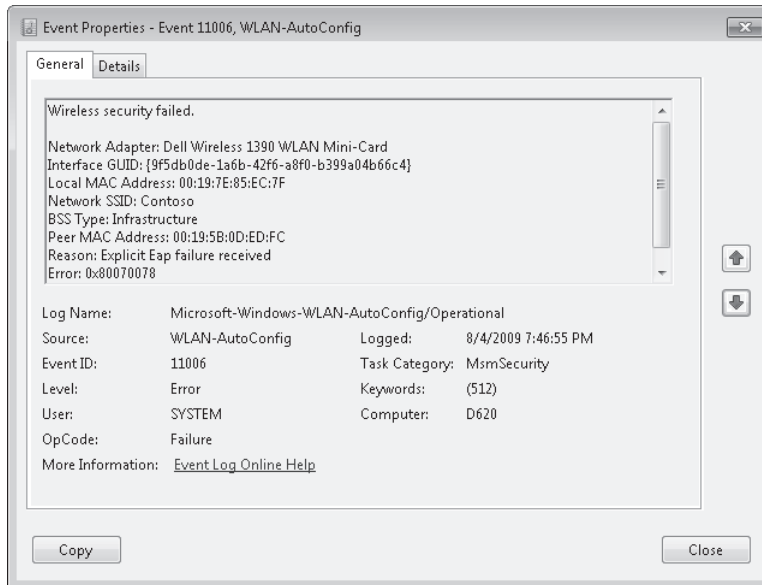 Event Properties - Event 11006, WLAN-AutoConfig
General Details
Wireless security failed.
Network Adapter: Dell Wireless 1390 WLAN Mini-Card
Interface GUID: {9f5db0de-1a6b-42f6-a8f0-b399a04b66c4}
Local MAC Address: 00:19:7E:85:EC:7F
Network SSID: Contoso
BSS Type: Infrastructure
Peer MAC Address: 00:19:5B:0D:ED:FC
Reason: Explicit Eap failure received
Error: 0x80070078
Log Name: Microsoft-Windows-WLAN-AutoConfig/Operational
Source: WLAN-AutoConfig Logged: 8/4/2009 7:46:55 PM
Event ID: 11006 Task Category: MsmSecurity
Level: Error Keywords: (512)
User: SYSTEM Computer: D620
OpCode: Failure
More Information: Event Log Online Help
Copy Close